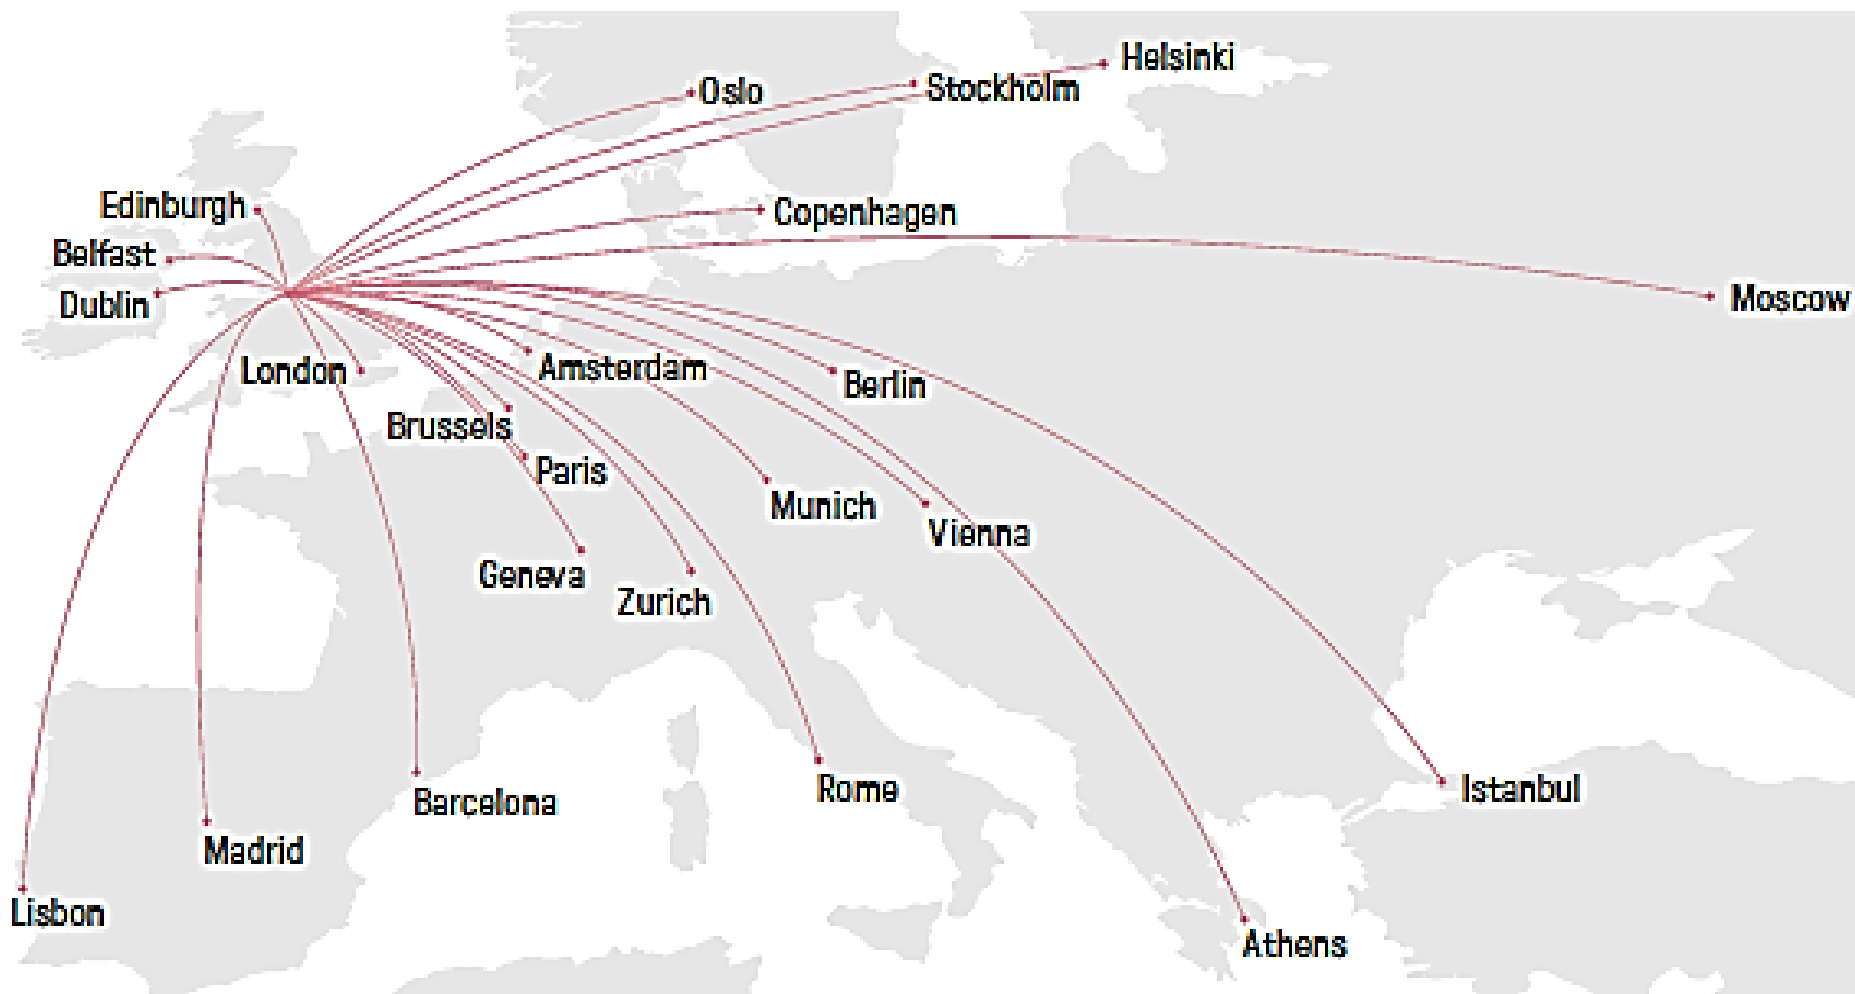 Helsinki
Oslo
Stockholm
Edinburgh
Copenhagen
Belfast
Dublin
Moscow
London
Amsterdam
Berlin
Brussels
Paris
Munich
Vienna
Geneva
Zurich
Rome
Istanbul
Barcelona
Madrid
Lisbon
Athens